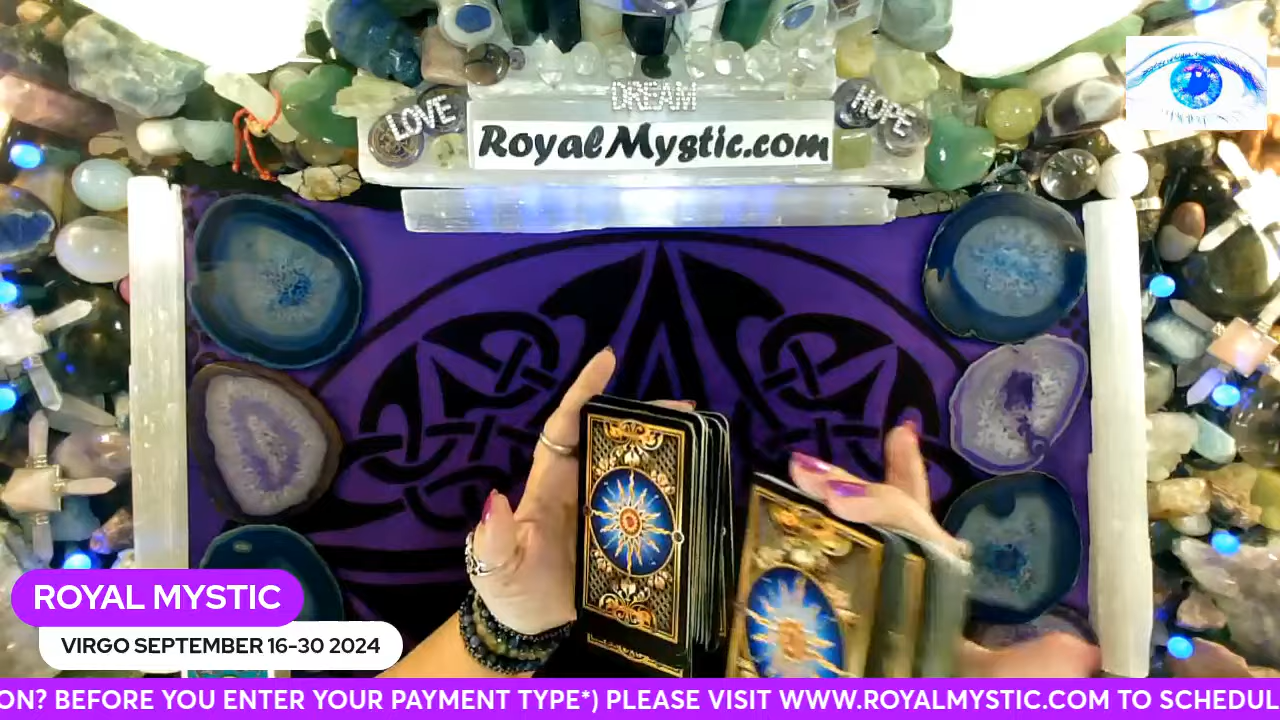 DREAM
LOVE
HOPE
RoyalMystic.com
ROYAL MYSTIC
VIRGO SEPTEMBER 16-30 2024
ON? BEFORE YOU ENTER YOUR PAYMENT TYPE*) PLEASE VISIT WWW.ROYALMYSTIC.COM TO SCHEDUL